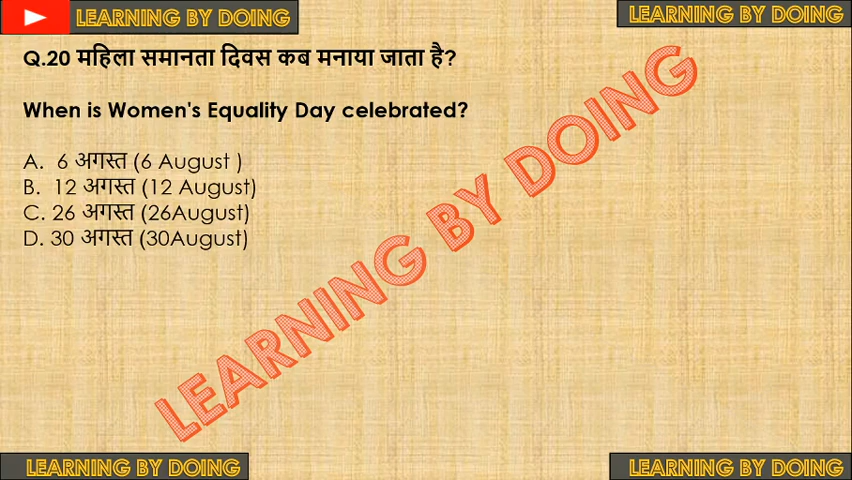 LEARNING BY DOING
LEARNING BY DOING
Q.20 महिला समानता दिवस कब मनाया जाता है?
When is Women's Equality Day celebrated?
A. 6 अगस्त (6 August )
B. 12 अगस्त (12 August)
C. 26 अगस्त (26August)
D. 30 अगस्त (30August)
LEARNING BY DOING
LEARNING BY DOING
LEARNING BY DOING